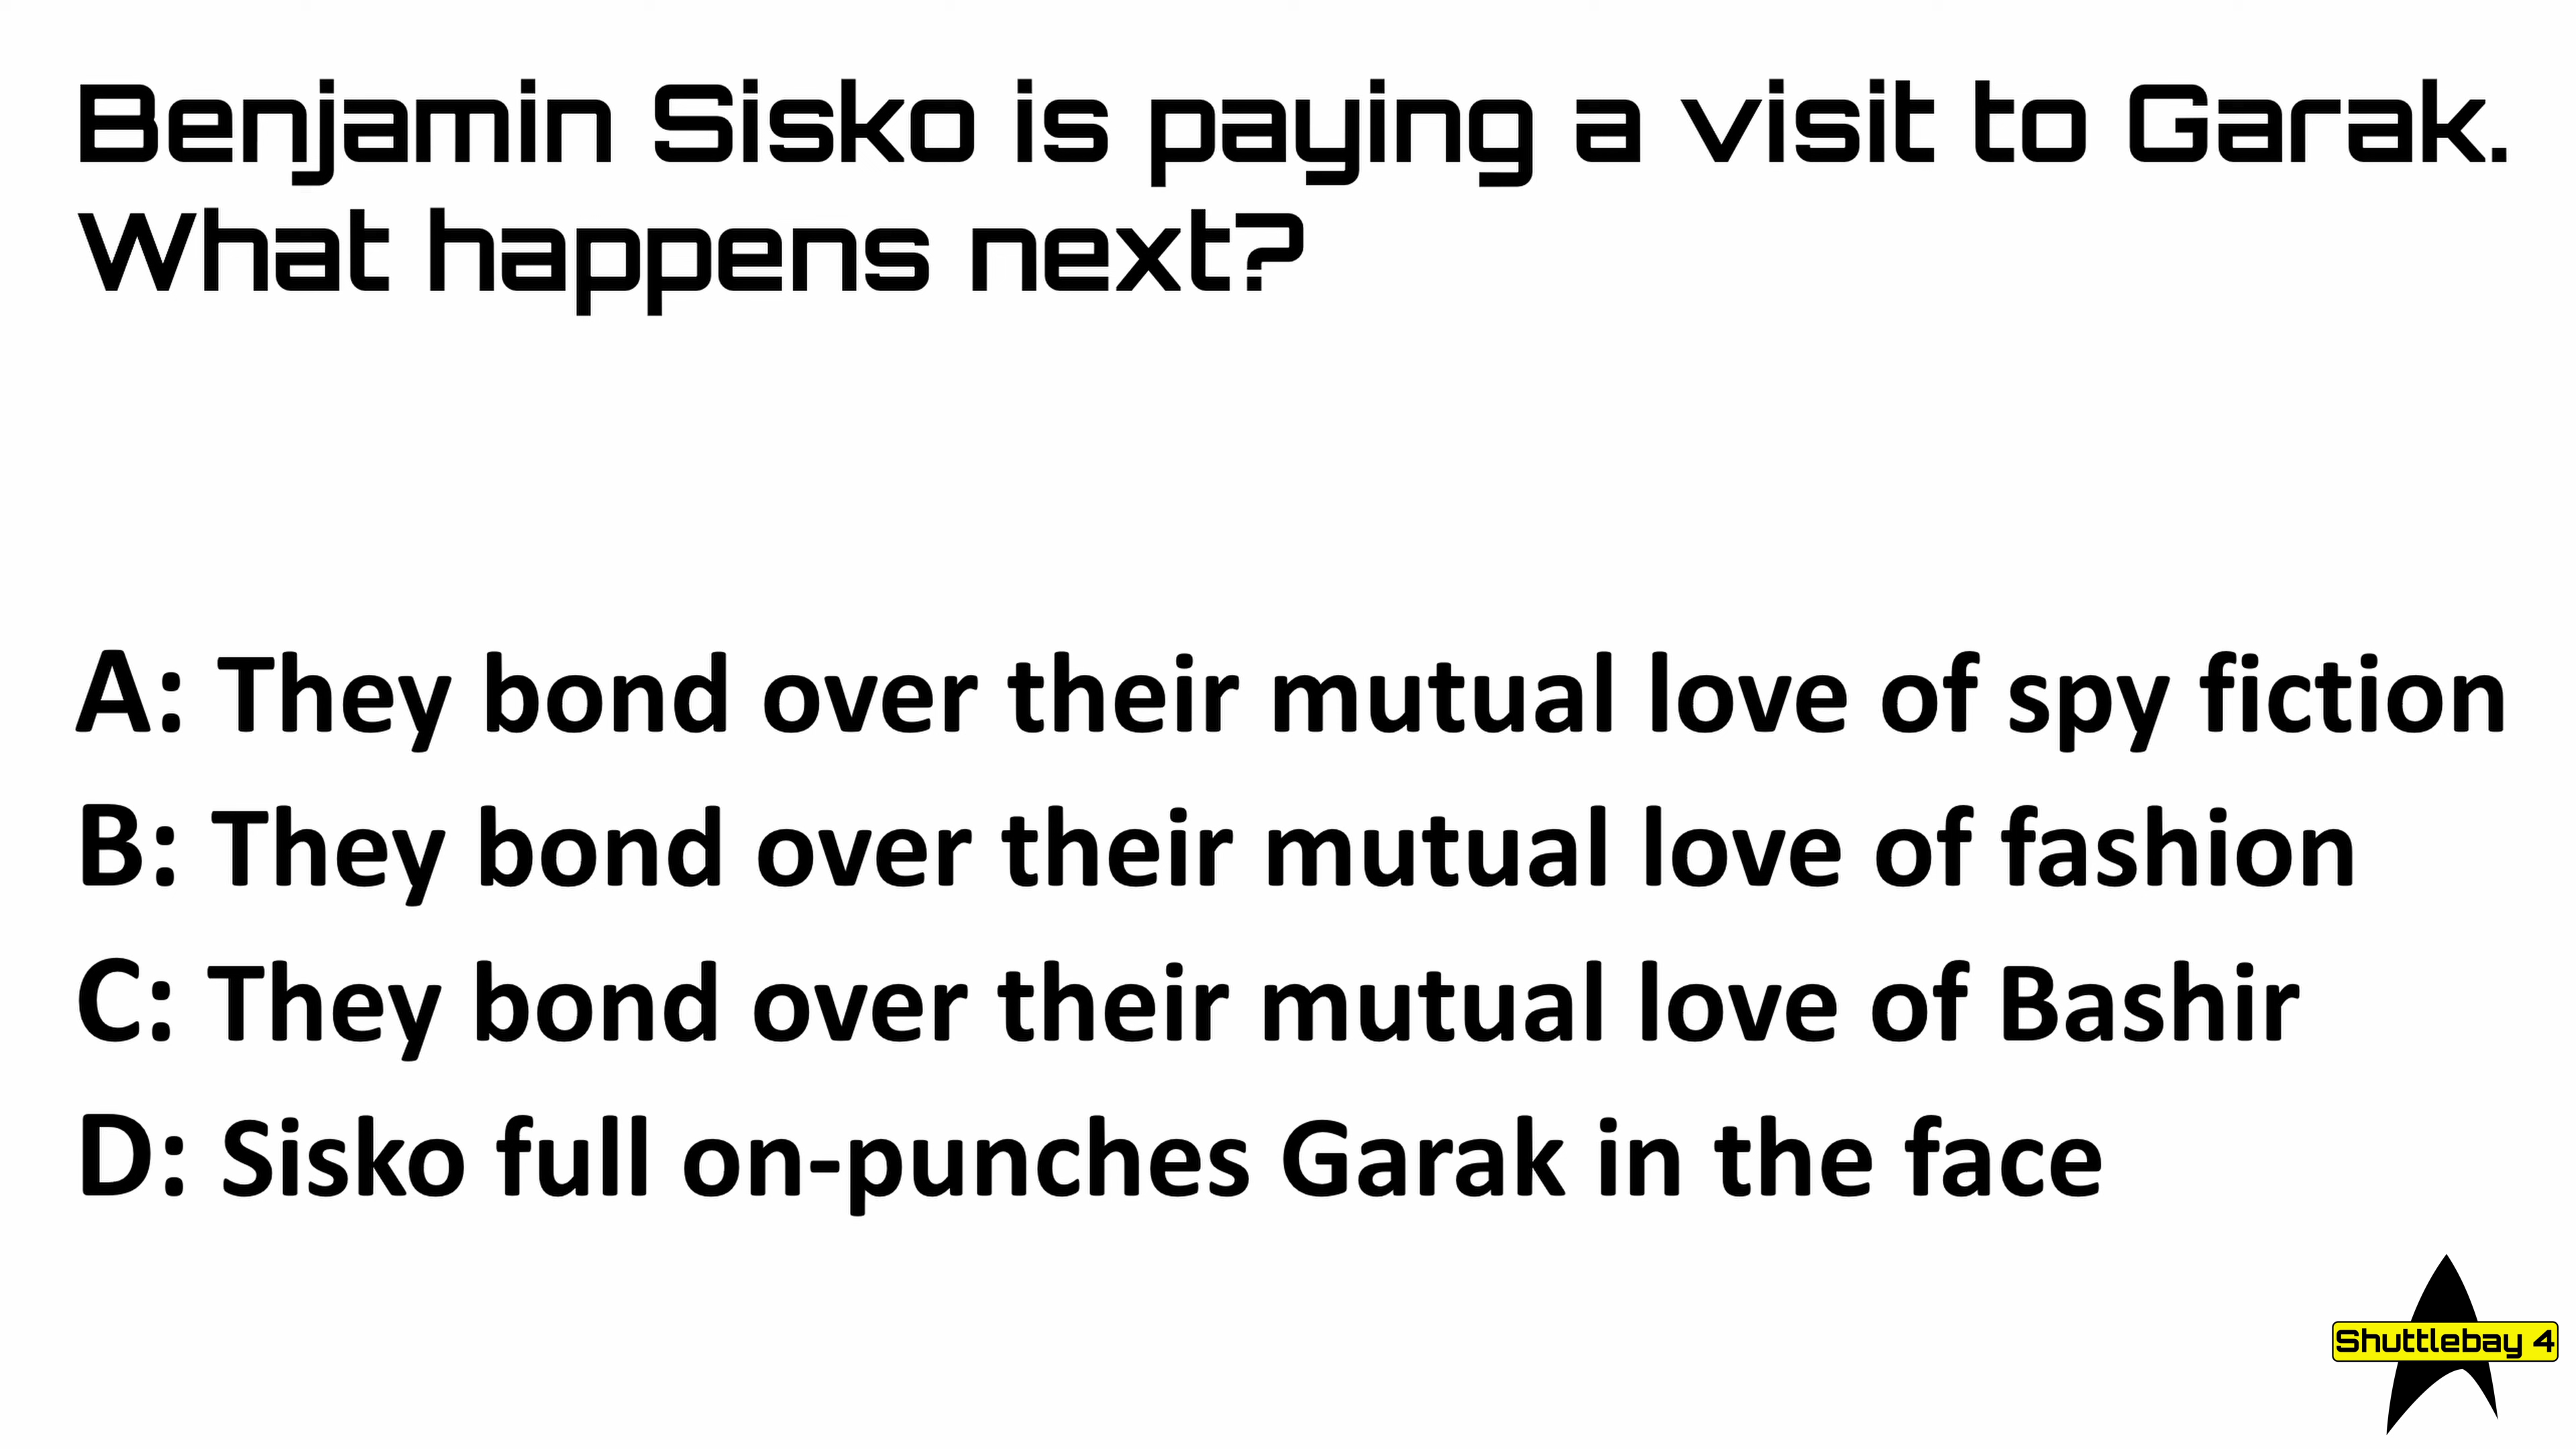 Benjamin Sisko is paying a visit to Garak.
What happens next?
A: They bond over their mutual love of spy fiction
B: They bond over their mutual love of fashion
C: They bond over their mutual love of Bashir
D: Sisko full on-punches Garak in the face
Shuttlebay 4